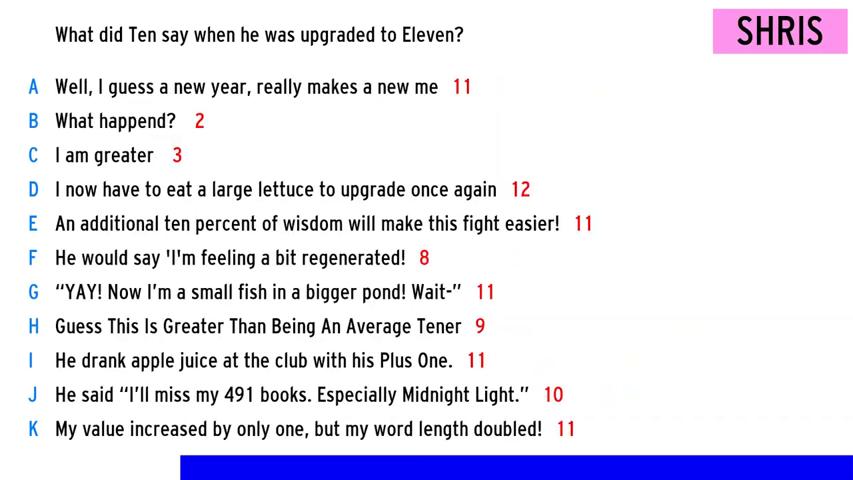 What did Ten say when he was upgraded to Eleven?
SHRIS
A Well, I guess a new year, really makes a new me 11
B What happend? 2
C I am greater 3
D I now have to eat a large lettuce to upgrade once again 12
E An additional ten percent of wisdom will make this fight easier! 11
F He would say 'I'm feeling a bit regenerated! 8
G “YAY! Now I’m a small fish in a bigger pond! Wait-” 11
H Guess This Is Greater Than Being An Average Tener 9
I He drank apple juice at the club with his Plus One. 11
J He said “I’ll miss my 491 books. Especially Midnight Light.” 10
K My value increased by only one, but my word length doubled! 11